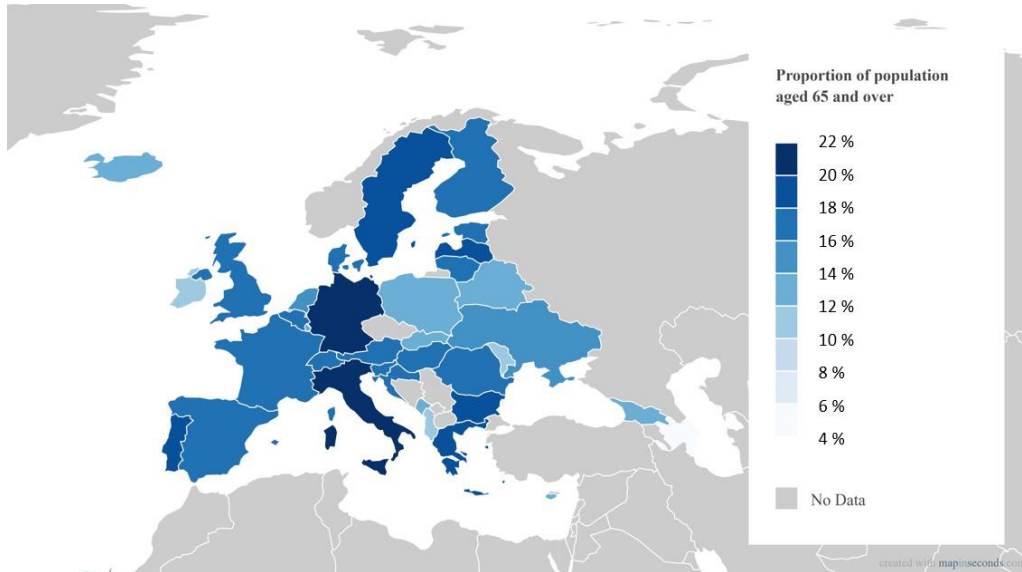 Proportion of population
aged 65 and over
22 %
20 %
18 %
16 %
14 %
12 %
10 %
8 %
6 %
4 %
No Data
created with mapinseconds.com